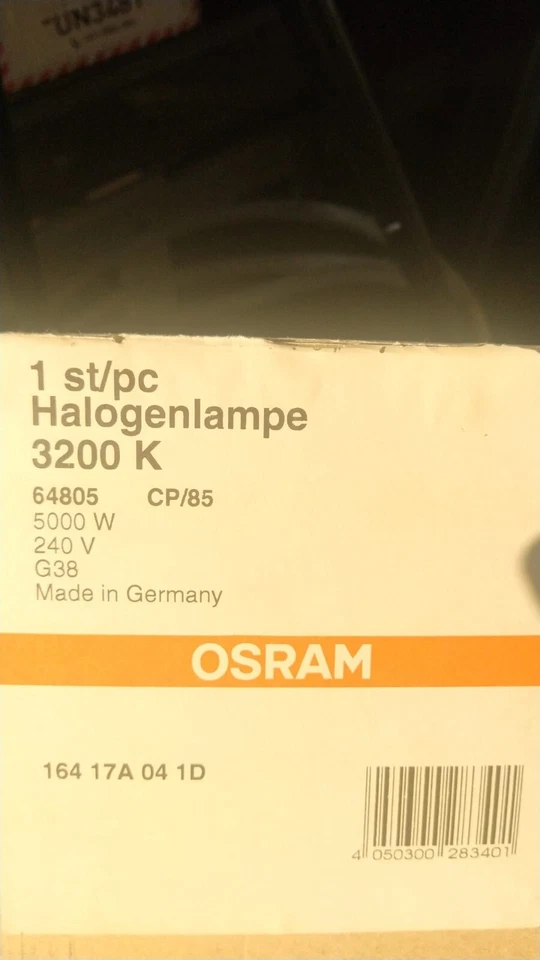 1 st/pc
Halogenlampe
3200 K
64805 CP/85
5000 W
240 V
G38
Made in Germany
OSRAM
164 17A 04 1D
4 050300 283401